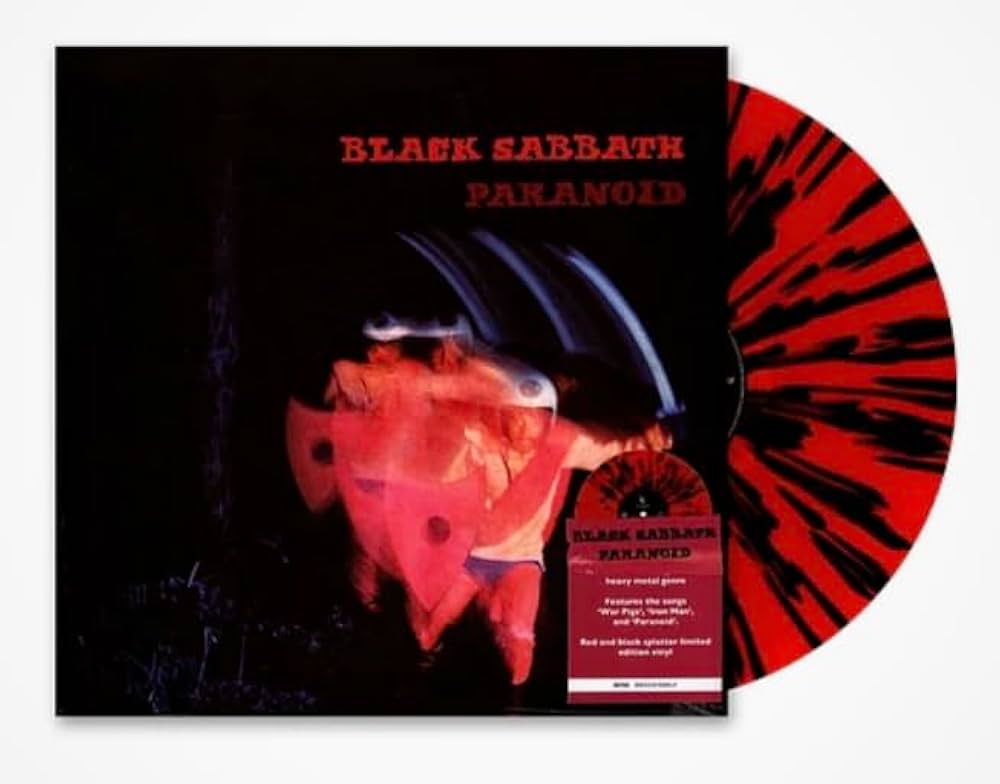 BLACK SABBATH
PARANOID
BLACK SABBATH
PARANOID
heavy metal genre
Features the songs
'War Pigs', 'Iron Man',
and 'Paranoid'.
Red and black splatter limited
edition vinyl